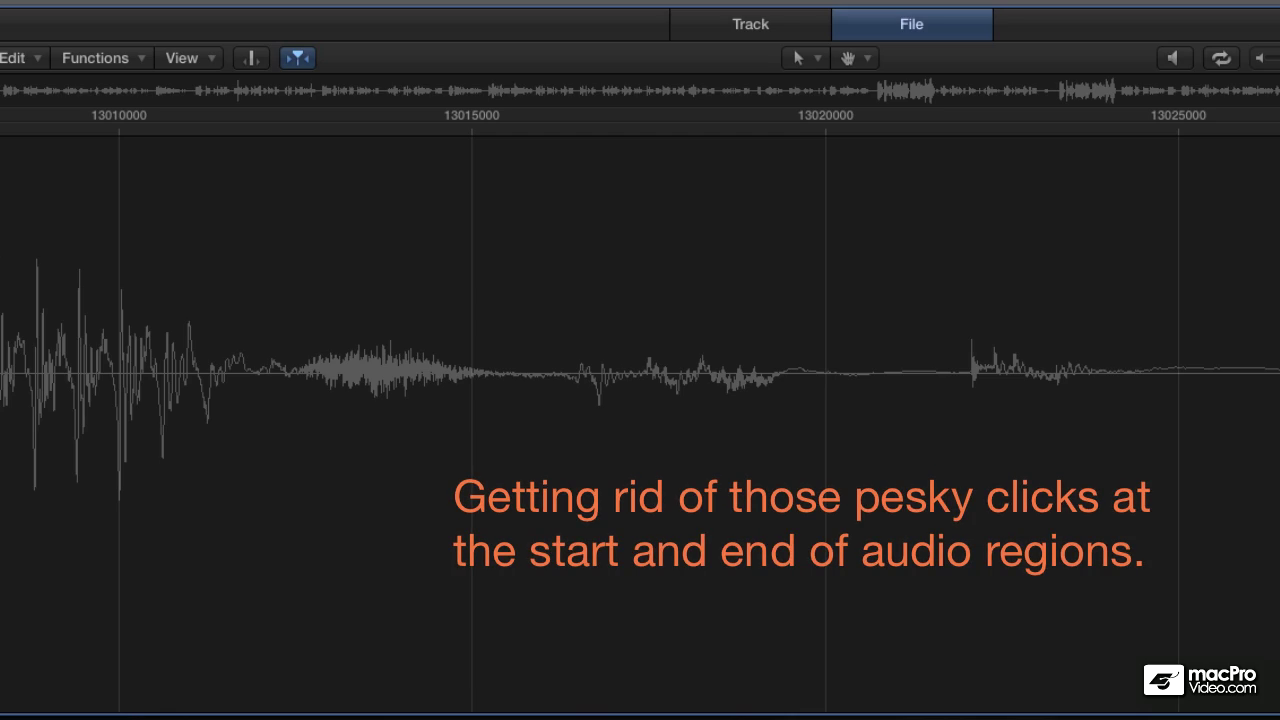 Track
File
Edit
Functions
View
13010000
13015000
13020000
13025000
Getting rid of those pesky clicks at
the start and end of audio regions.
macPro
Video.com